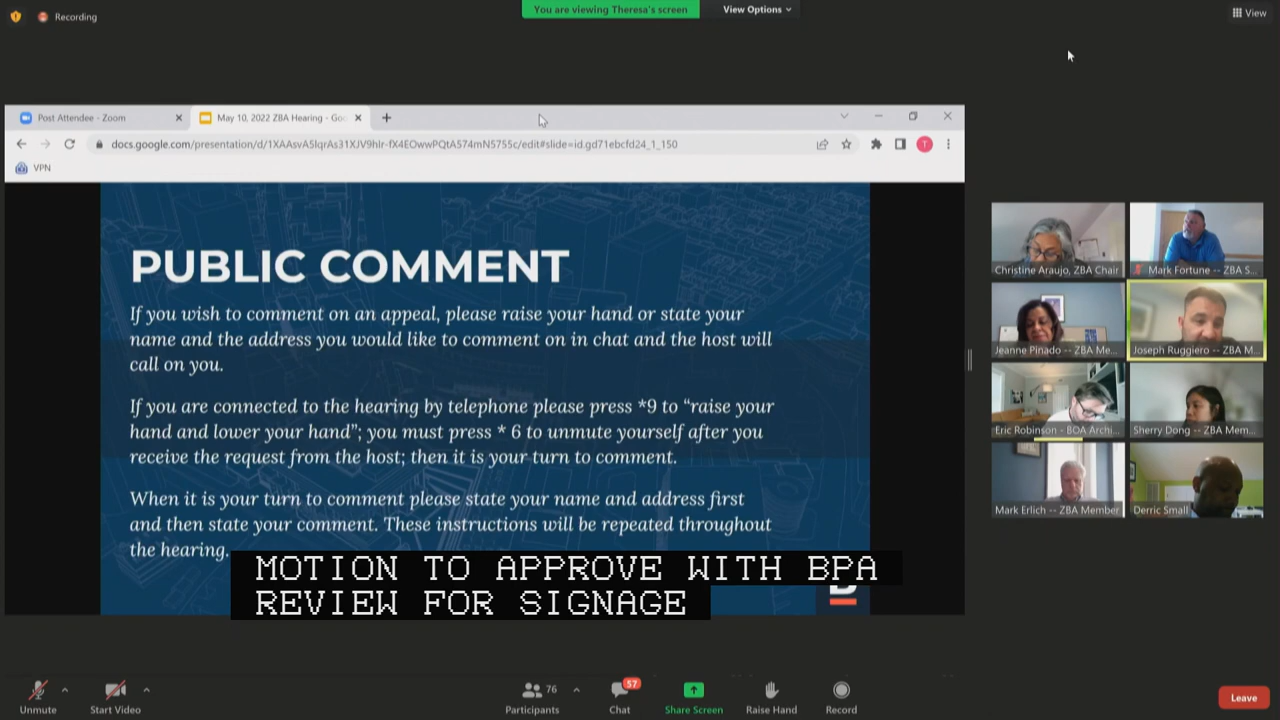 Recording
You are viewing Theresa's screen
View Options
View
Post Attendee - Zoom
May 10, 2022 ZBA Hearing - Goo
docs.google.com/presentation/d/1XAAsvA5lqrAs31XJV9hlr-fX4EOwwPQtA574mN5755c/edit#slide=id.gd71ebcfd24_1_150
T
VPN
PUBLIC COMMENT
If you wish to comment on an appeal, please raise your hand or state your
name and the address you would like to comment on in chat and the host will
call on you.
If you are connected to the hearing by telephone please press *9 to “raise your
hand and lower your hand”; you must press * 6 to unmute yourself after you
receive the request from the host; then it is your turn to comment.
When it is your turn to comment please state your name and address first
and then state your comment. These instructions will be repeated throughout
the hearing.
MOTION TO APPROVE WITH BPA
REVIEW FOR SIGNAGE
B
Christine Araujo, ZBA Chair
Mark Fortune -- ZBA S...
Jeanne Pinado -- ZBA Me...
Joseph Ruggiero -- ZBA M...
Eric Robinson - BOA Archi...
Sherry Dong -- ZBA Mem...
Mark Erlich -- ZBA Member
Derric Small
Unmute
Start Video
76
Participants
57
Chat
Share Screen
Raise Hand
Record
Leave